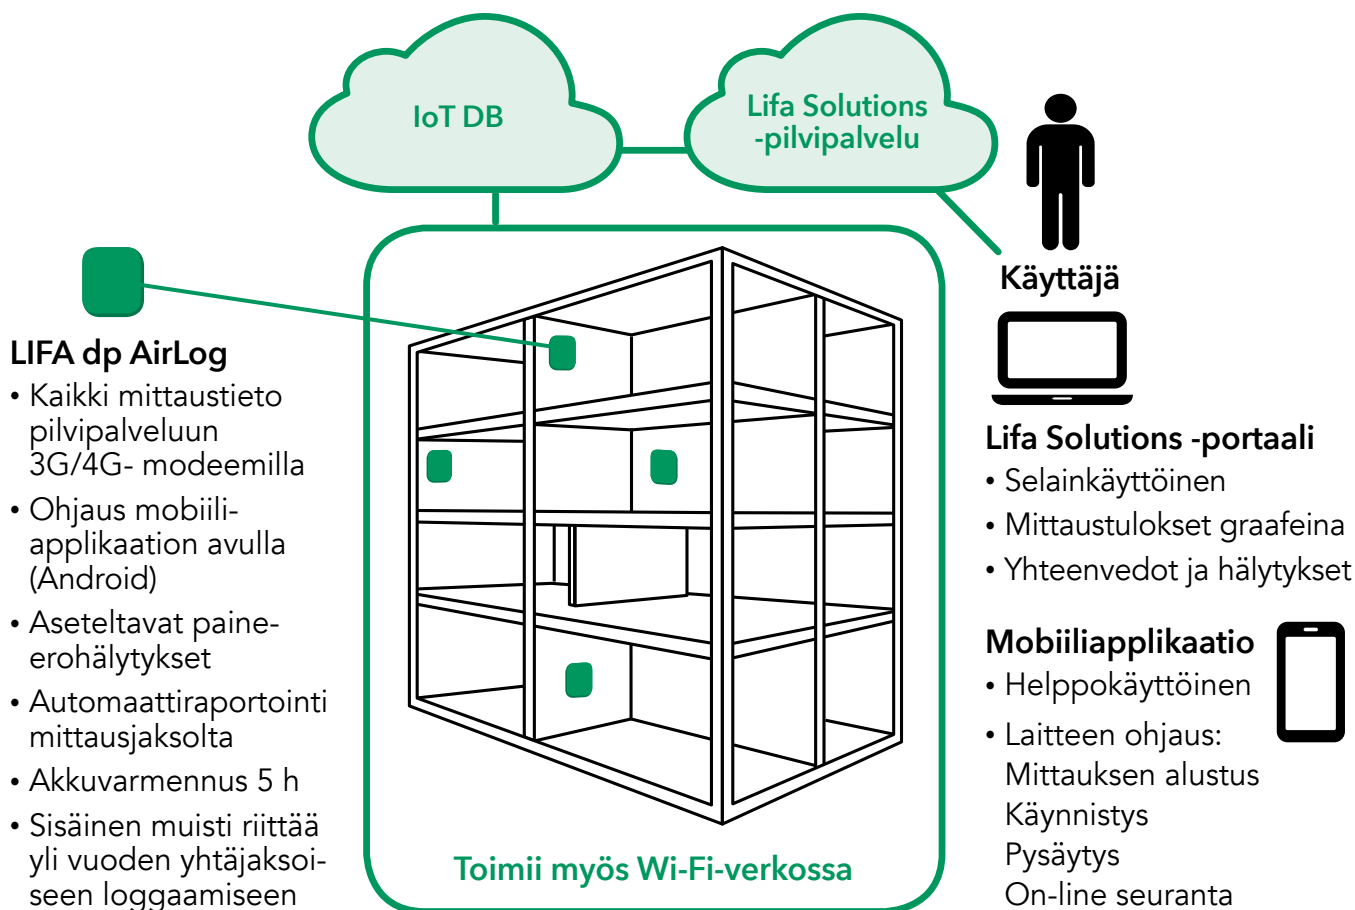 IoT DB
Lifa Solutions
-pilvipalvelu
Käyttäjä
LIFA dp AirLog
• Kaikki mittaustieto
pilvipalveluun
3G/4G- modeemilla
• Ohjaus mobiili-
applikaation avulla
(Android)
• Aseteltavat paine-
erohälytykset
• Automaattiraportointi
mittausjaksolta
• Akkuvarmennus 5 h
• Sisäinen muisti riittää
yli vuoden yhtäjaksoi-
seen loggaamiseen
Toimii myös Wi-Fi-verkossa
Lifa Solutions -portaali
• Selainkäyttöinen
• Mittaustulokset graafeina
• Yhteenvedot ja hälytykset
Mobiiliapplikaatio
• Helppokäyttöinen
• Laitteen ohjaus:
Mittauksen alustus
Käynnistys
Pysäytys
On-line seuranta